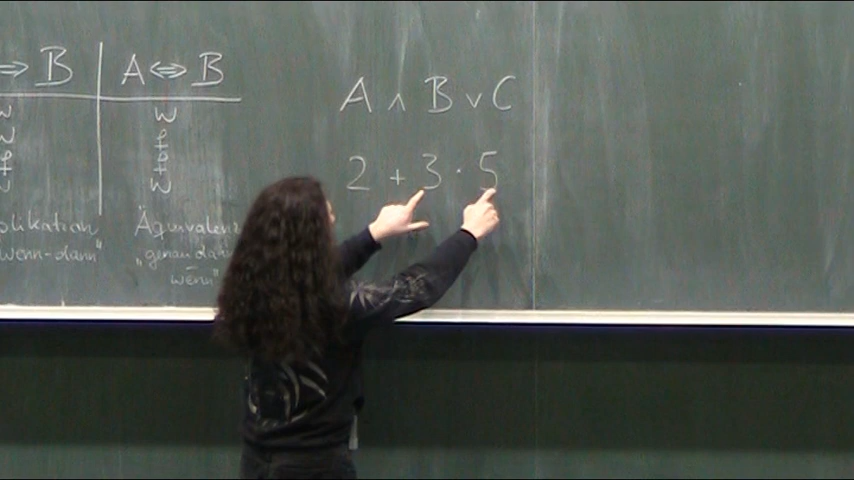 ⇒ B | A ⇔ B
w w
w f
f f
w w
plikation Äquivalenz
wenn-dann" „genau dann
wenn"
A ∧ B ∨ C
2 + 3 · 5